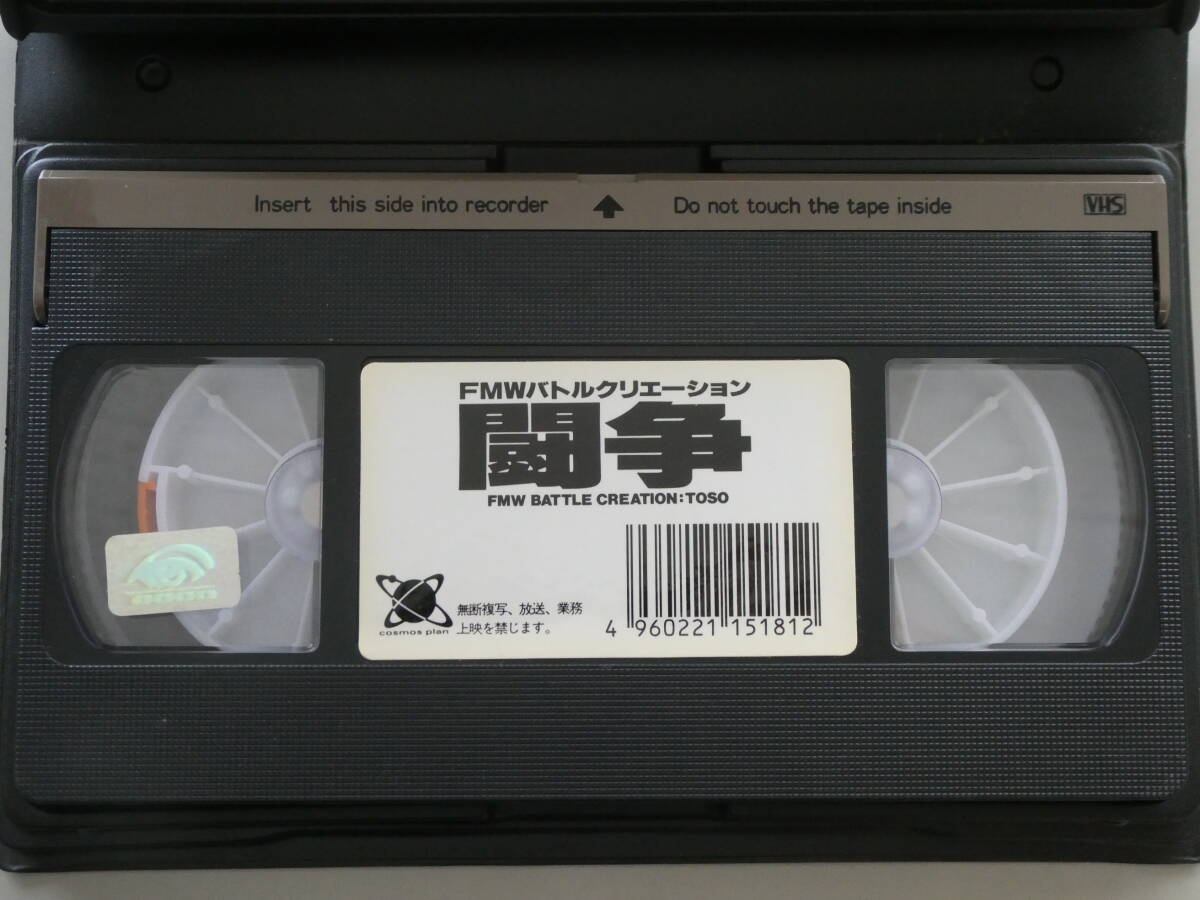 Insert this side into recorder Do not touch the tape inside VHS
FMWバトルクリエーション
闘争
FMW BATTLE CREATION:TOSO
cosmos plan
無断複写、放送、業務
上映を禁じます。
4 960221 151812